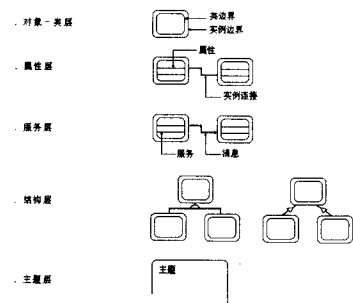 . 对象-类层
类边界
实例边界
. 属性层
属性
实例连接
. 服务层
服务
消息
. 结构层
. 主题层
主题